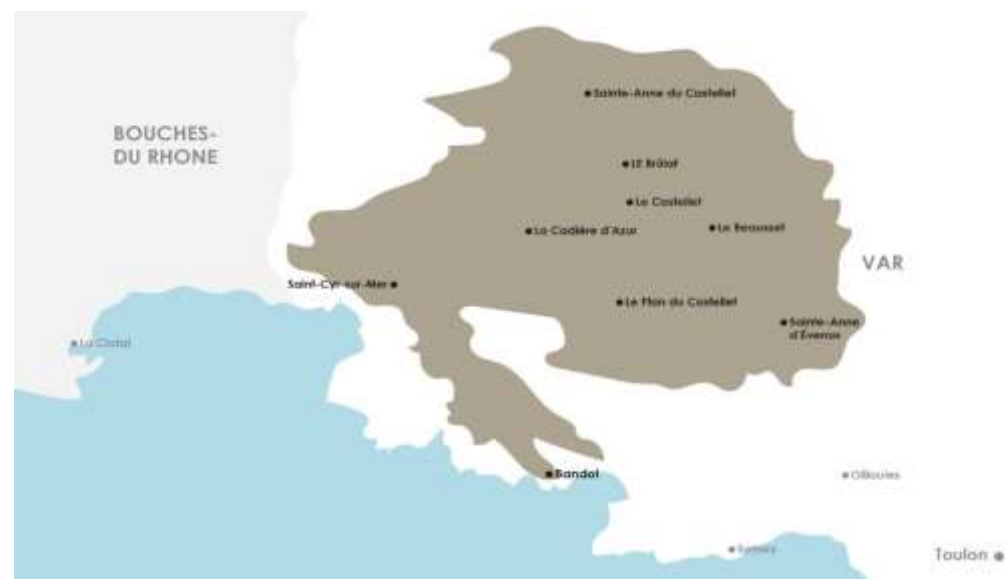 Sainte-Anne du Castellet
BOUCHES-
DU RHONE
LE Brûlat
Le Castellet
La Cadière d'Azur
Le Beausset
VAR
Saint-Cyr sur-Mer
Le Plan du Castellet
Sainte-Anne
d'Évenos
La Ciotat
Bandol
Ollioules
Toulon